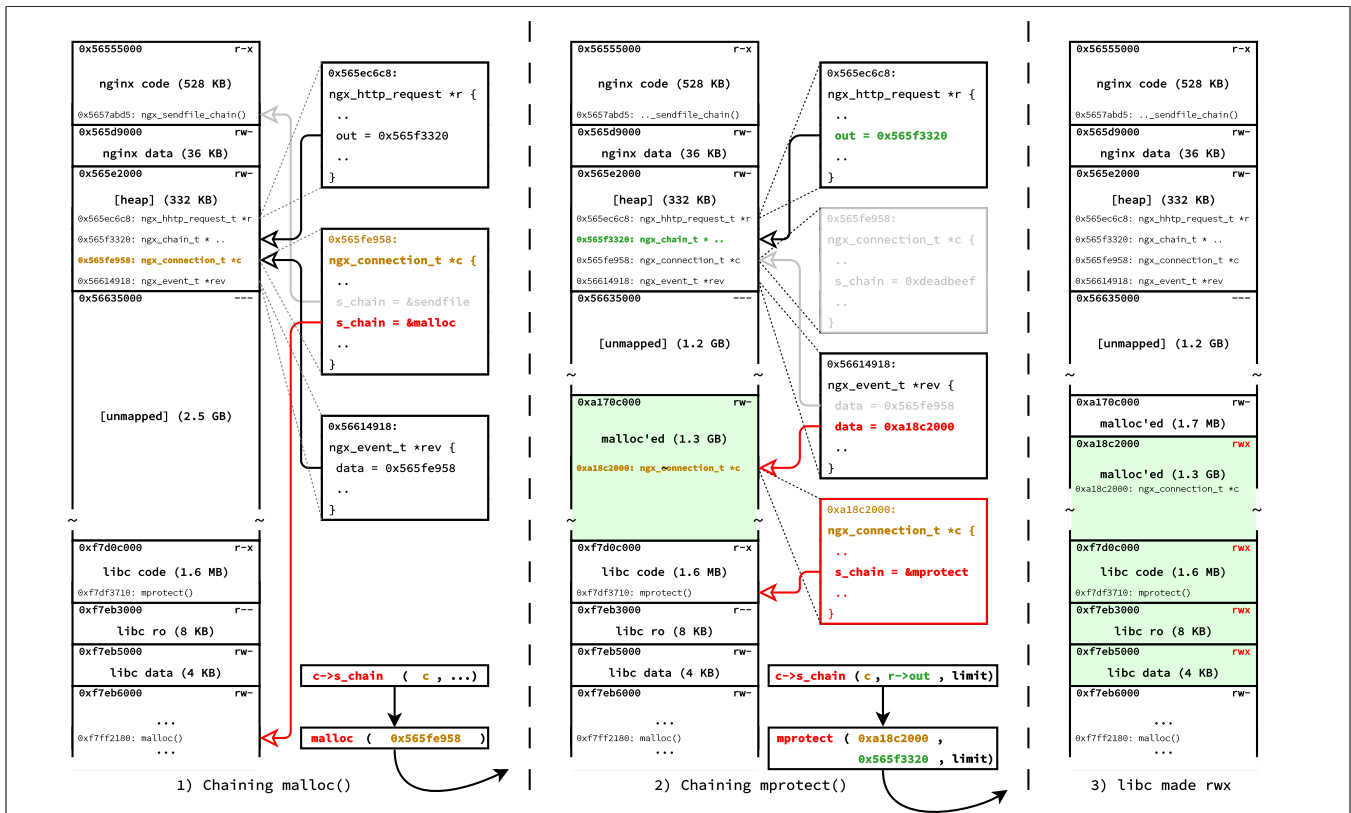 0x56555000 r-x
nginx code (528 KB)
0x5657abd5: ngx_sendfile_chain()
0x565d9000 rw-
nginx data (36 KB)
0x565e2000 rw-
[heap] (332 KB)
0x565ec6c8: ngx_hhtp_request_t *r
0x565f3320: ngx_chain_t * ..
0x565fe958: ngx_connection_t *c
0x56614918: ngx_event_t *rev
0x56635000 ---
[unmapped] (2.5 GB)
~ ~
0xf7d0c000 r-x
libc code (1.6 MB)
0xf7df3710: mprotect()
0xf7eb3000 r--
libc ro (8 KB)
0xf7eb5000 rw-
libc data (4 KB)
0xf7eb6000 rw-
...
0xf7ff2180: malloc()
...
0x565ec6c8:
ngx_http_request *r {
..
out = 0x565f3320
..
}
0x565fe958:
ngx_connection_t *c {
..
s_chain = &sendfile
s_chain = &malloc
..
}
0x56614918:
ngx_event_t *rev {
data = 0x565fe958
..
}
c->s_chain ( c , ...)
malloc ( 0x565fe958 )
1) Chaining malloc()
0x56555000 r-x
nginx code (528 KB)
0x5657abd5: .._sendfile_chain()
0x565d9000 rw-
nginx data (36 KB)
0x565e2000 rw-
[heap] (332 KB)
0x565ec6c8: ngx_hhtp_request_t *r
0x565f3320: ngx_chain_t * ..
0x565fe958: ngx_connection_t *c
0x56614918: ngx_event_t *rev
0x56635000 ---
[unmapped] (1.2 GB)
~ ~
0xa170c000 rw-
malloc'ed (1.3 GB)
0xa18c2000: ngx_connection_t *c
~ ~
0xf7d0c000 r-x
libc code (1.6 MB)
0xf7df3710: mprotect()
0xf7eb3000 r--
libc ro (8 KB)
0xf7eb5000 rw-
libc data (4 KB)
0xf7eb6000 rw-
...
0xf7ff2180: malloc()
...
0x565ec6c8:
ngx_http_request *r {
..
out = 0x565f3320
..
}
0x565fe958:
ngx_connection_t *c {
..
s_chain = 0xdeadbeef
..
}
0x56614918:
ngx_event_t *rev {
data = 0x565fe958
data = 0xa18c2000
..
}
0xa18c2000:
ngx_connection_t *c {
..
s_chain = &mprotect
..
}
c->s_chain ( c , r->out , limit)
mprotect ( 0xa18c2000 ,
0x565f3320 , limit)
2) Chaining mprotect()
0x56555000 r-x
nginx code (528 KB)
0x5657abd5: .._sendfile_chain()
0x565d9000 rw-
nginx data (36 KB)
0x565e2000 rw-
[heap] (332 KB)
0x565ec6c8: ngx_hhtp_request_t *r
0x565f3320: ngx_chain_t * ..
0x565fe958: ngx_connection_t *c
0x56614918: ngx_event_t *rev
0x56635000 ---
[unmapped] (1.2 GB)
~ ~
0xa170c000 rw-
malloc'ed (1.7 MB)
0xa18c2000 rwx
malloc'ed (1.3 GB)
0xa18c2000: ngx_connection_t *c
~ ~
0xf7d0c000 rwx
libc code (1.6 MB)
0xf7df3710: mprotect()
0xf7eb3000 rwx
libc ro (8 KB)
0xf7eb5000 rwx
libc data (4 KB)
0xf7eb6000 rw-
...
0xf7ff2180: malloc()
...
3) libc made rwx